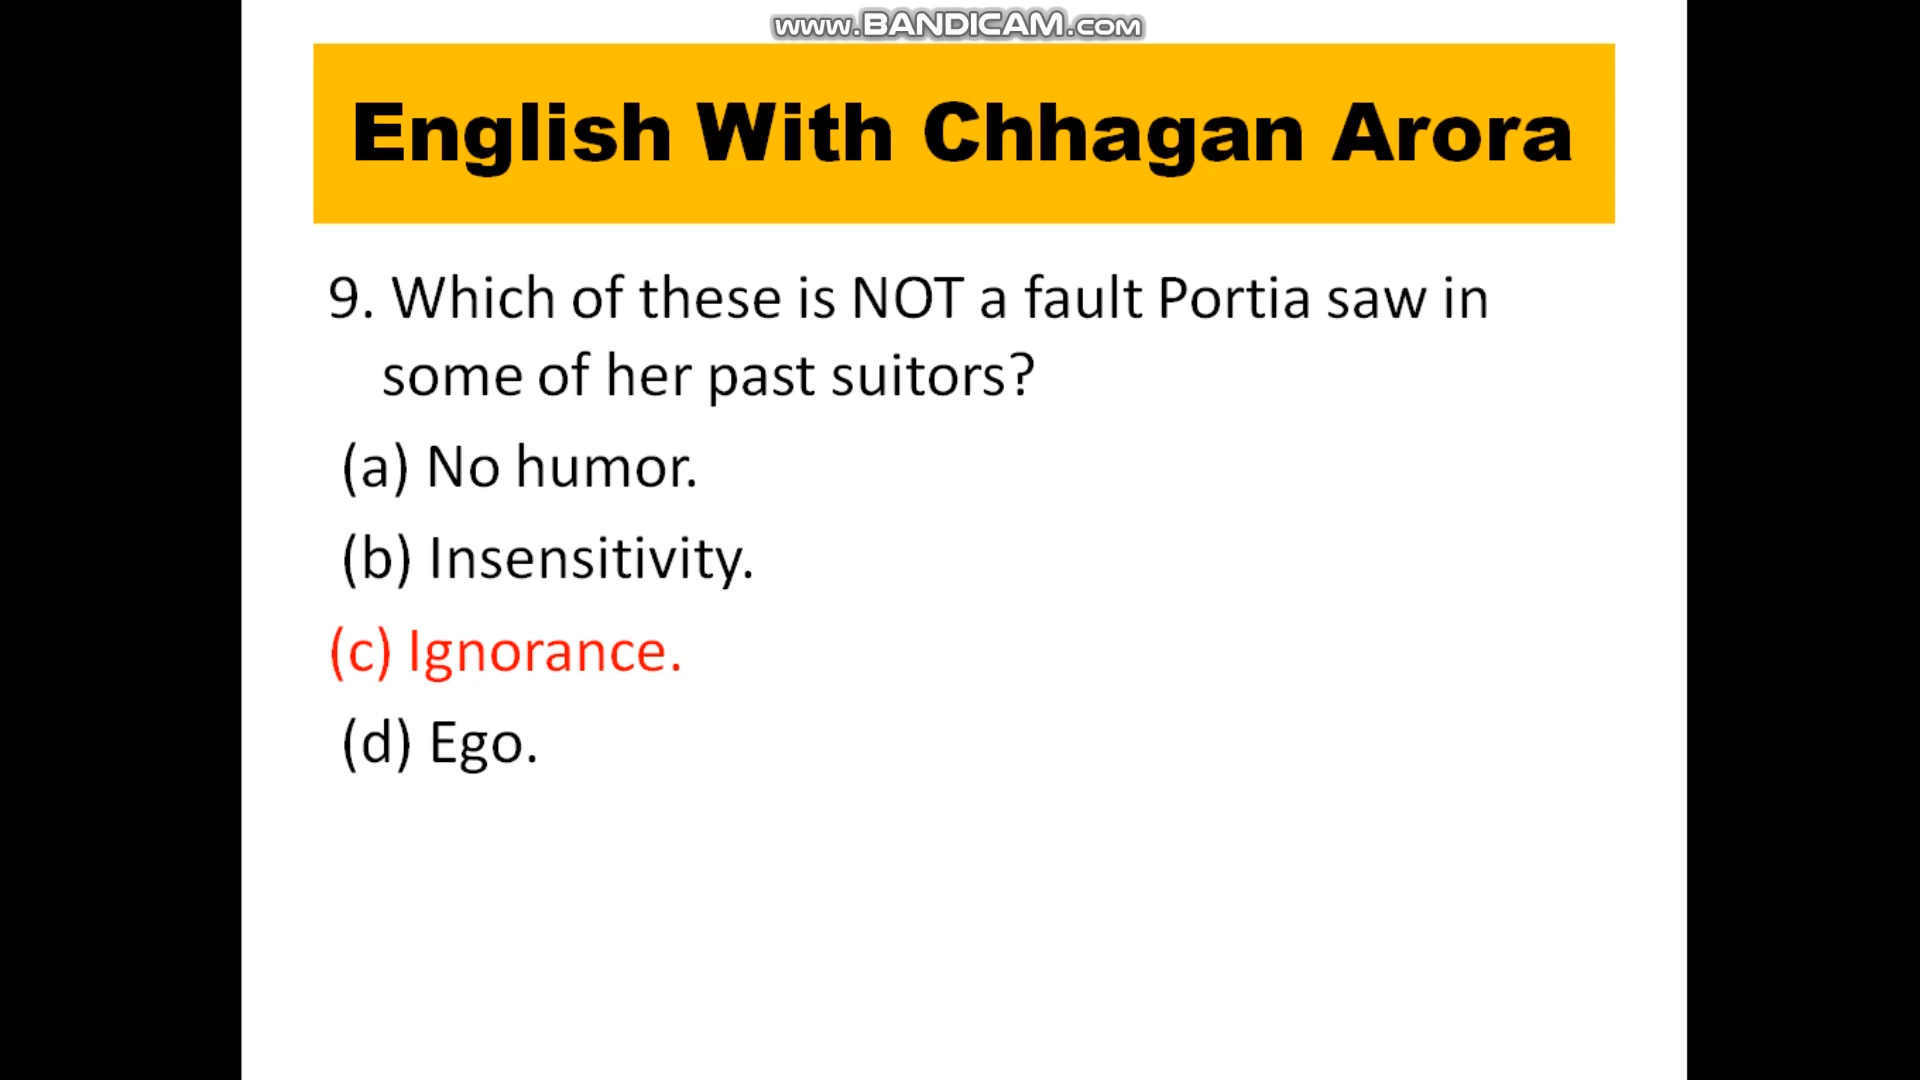 www.BANDICAM.com
English With Chhagan Arora
9. Which of these is NOT a fault Portia saw in
some of her past suitors?
(a) No humor.
(b) Insensitivity.
(c) Ignorance.
(d) Ego.